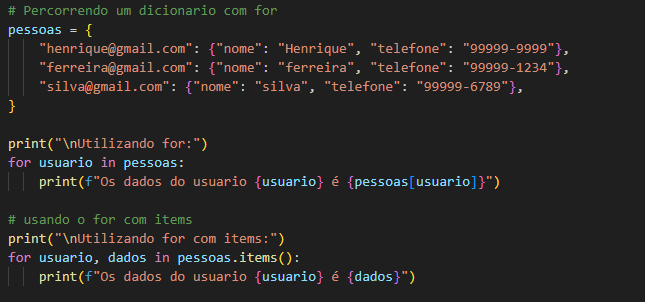 # Percorrendo um dicionario com for
pessoas = {
    "henrique@gmail.com": {"nome": "Henrique", "telefone": "99999-9999"},
    "ferreira@gmail.com": {"nome": "ferreira", "telefone": "99999-1234"},
    "silva@gmail.com": {"nome": "silva", "telefone": "99999-6789"},
}
print("\nUtilizando for:")
for usuario in pessoas:
    print(f"Os dados do usuario {usuario} é {pessoas[usuario]}")
# usando o for com items
print("\nUtilizando for com items:")
for usuario, dados in pessoas.items():
    print(f"Os dados do usuario {usuario} é {dados}")